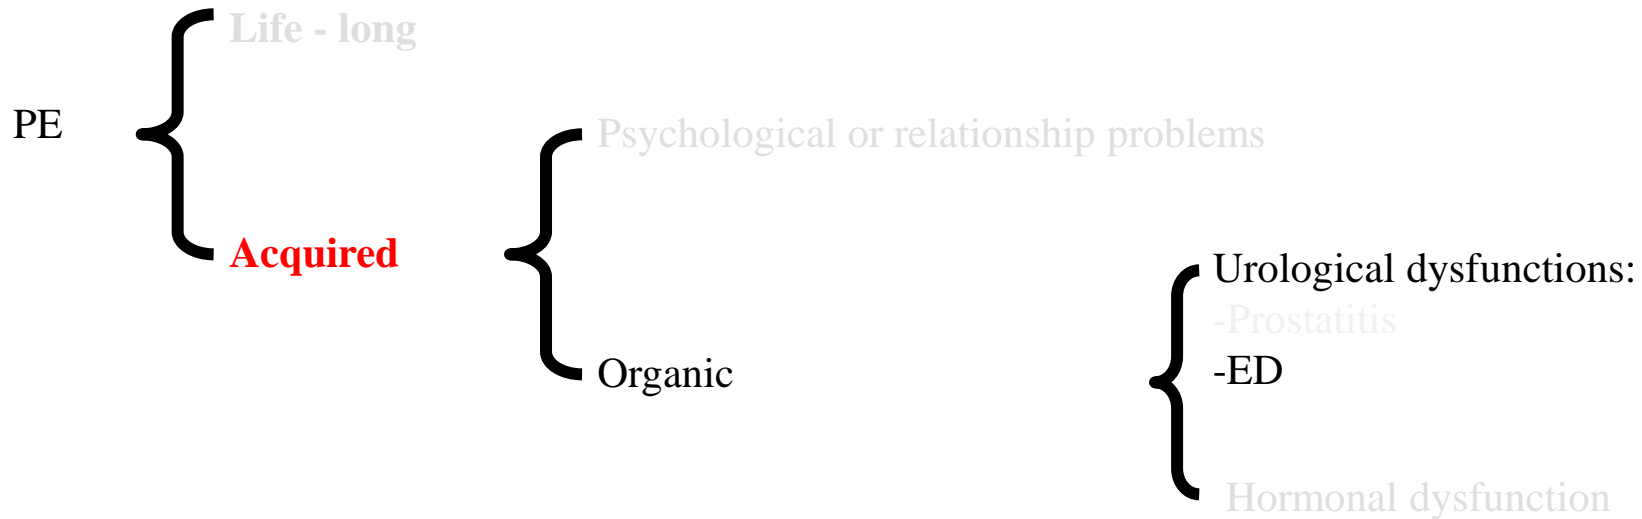 Life - long
PE
Psychological or relationship problems
Acquired
Urological dysfunctions:
-Prostatitis
-ED
Organic
Hormonal dysfunction